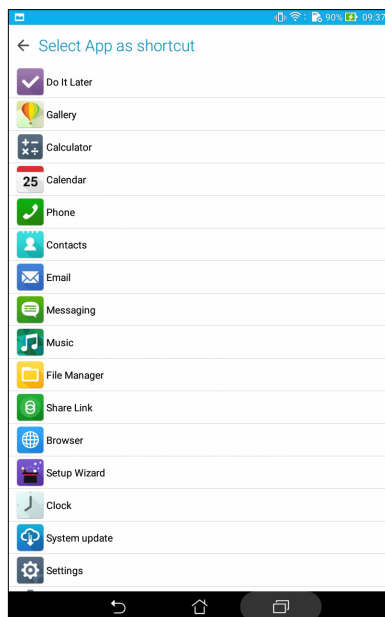 90% 09:37
Select App as shortcut
Do It Later
Gallery
Calculator
25 Calendar
Phone
Contacts
Email
Messaging
Music
File Manager
Share Link
Browser
Setup Wizard
Clock
System update
Settings